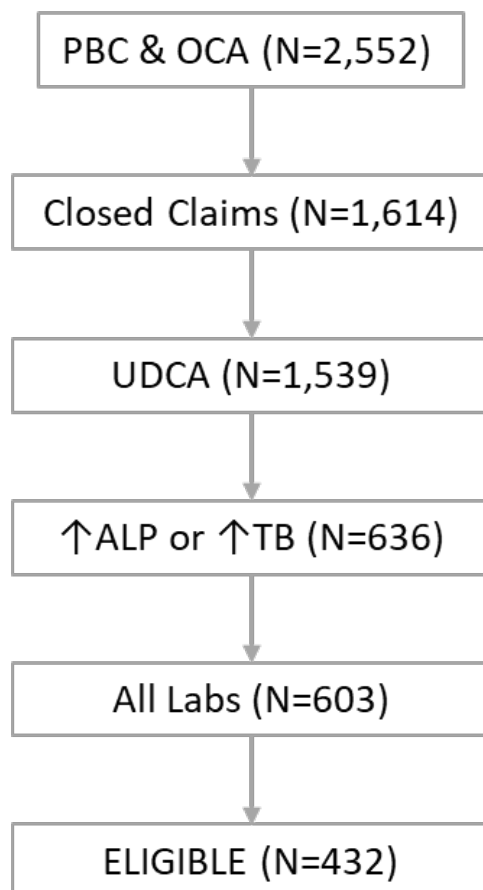 PBC & OCA (N=2,552)
Closed Claims (N=1,614)
UDCA (N=1,539)
↑ALP or ↑TB (N=636)
All Labs (N=603)
ELIGIBLE (N=432)